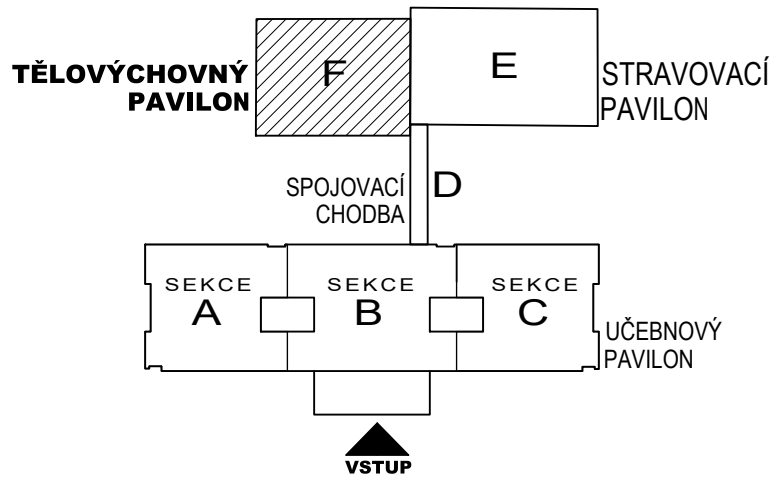 TĚLOVÝCHOVNÝ
PAVILON
F
E
STRAVOVACÍ
PAVILON
SPOJOVACÍ
CHODBA
D
SEKCE
A
SEKCE
B
SEKCE
C
UČEBNOVÝ
PAVILON
VSTUP